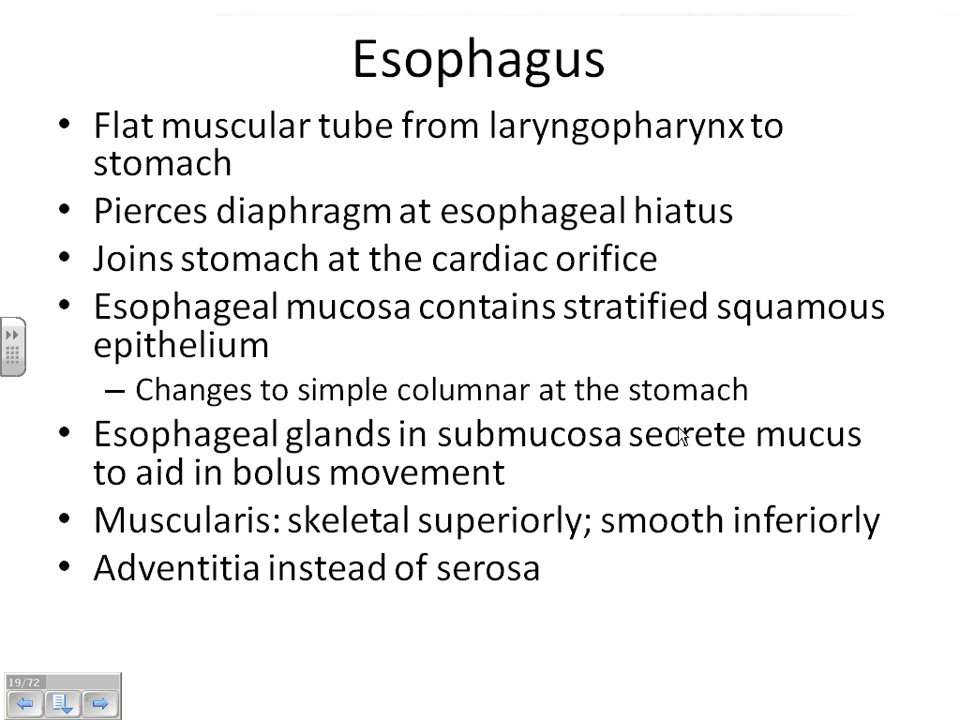 Esophagus
• Flat muscular tube from laryngopharynx to
stomach
• Pierces diaphragm at esophageal hiatus
• Joins stomach at the cardiac orifice
• Esophageal mucosa contains stratified squamous
epithelium
– Changes to simple columnar at the stomach
• Esophageal glands in submucosa secrete mucus
to aid in bolus movement
• Muscularis: skeletal superiorly; smooth inferiorly
• Adventitia instead of serosa
19/72